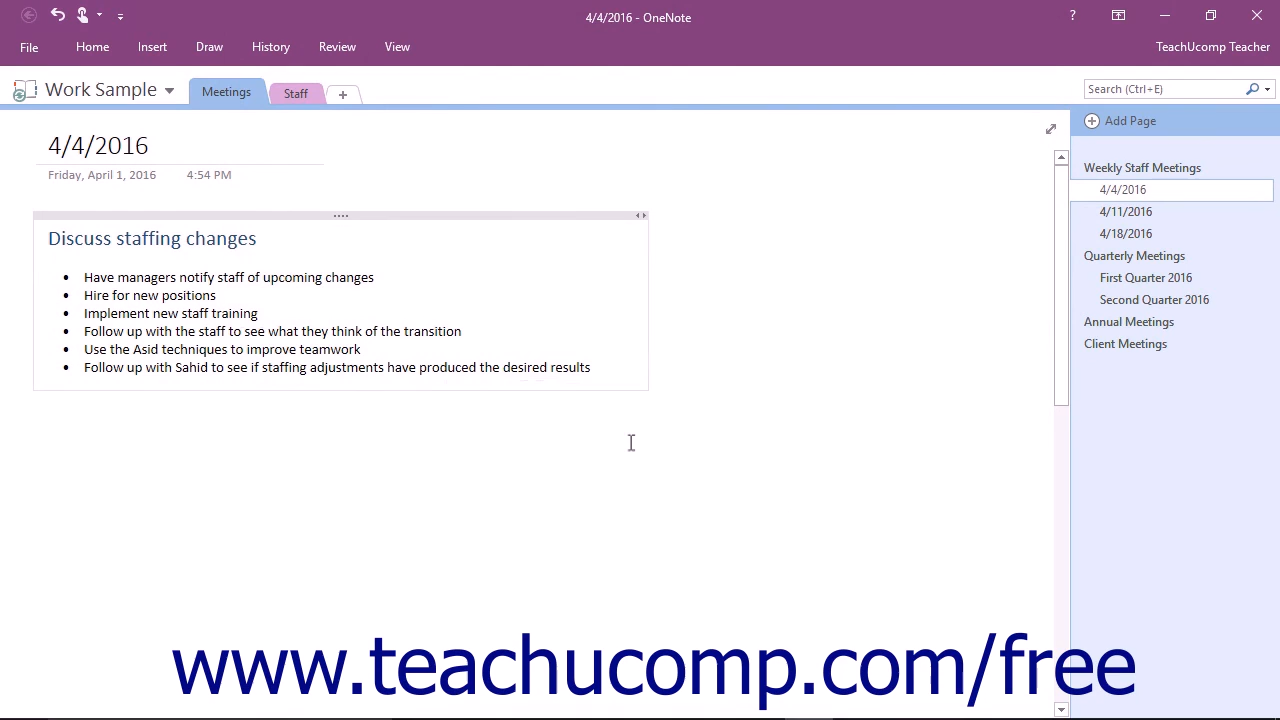 4/4/2016 - OneNote
?
File Home Insert Draw History Review View TeachUcomp Teacher
Work Sample Meetings Staff + Search (Ctrl+E)
Add Page
4/4/2016
Friday, April 1, 2016 4:54 PM
Discuss staffing changes
• Have managers notify staff of upcoming changes
• Hire for new positions
• Implement new staff training
• Follow up with the staff to see what they think of the transition
• Use the Asid techniques to improve teamwork
• Follow up with Sahid to see if staffing adjustments have produced the desired results
Weekly Staff Meetings
4/4/2016
4/11/2016
4/18/2016
Quarterly Meetings
First Quarter 2016
Second Quarter 2016
Annual Meetings
Client Meetings
www.teachucomp.com/free